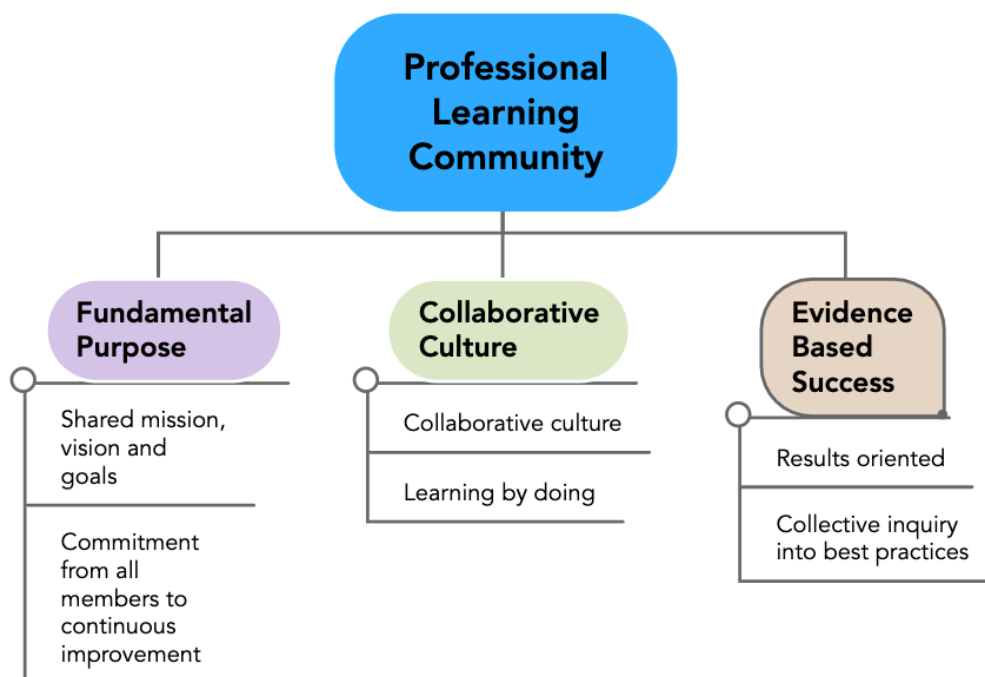 Professional
Learning
Community
Fundamental
Purpose
Shared mission,
vision and
goals
Commitment
from all
members to
continuous
improvement
Collaborative
Culture
Collaborative culture
Learning by doing
Evidence
Based
Success
Results oriented
Collective inquiry
into best practices